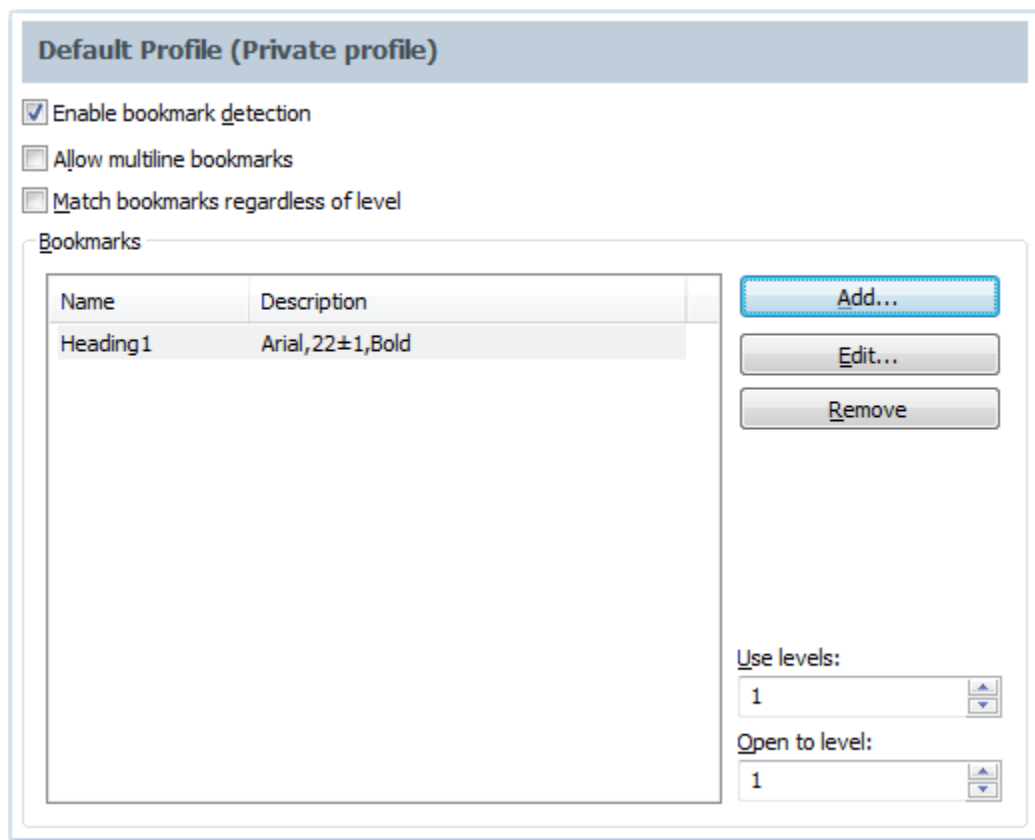 Default Profile (Private profile)
Enable bookmark detection
Allow multiline bookmarks
Match bookmarks regardless of level
Bookmarks
Name Description
Heading1 Arial,22±1,Bold
Add...
Edit...
Remove
Use levels:
1
Open to level:
1